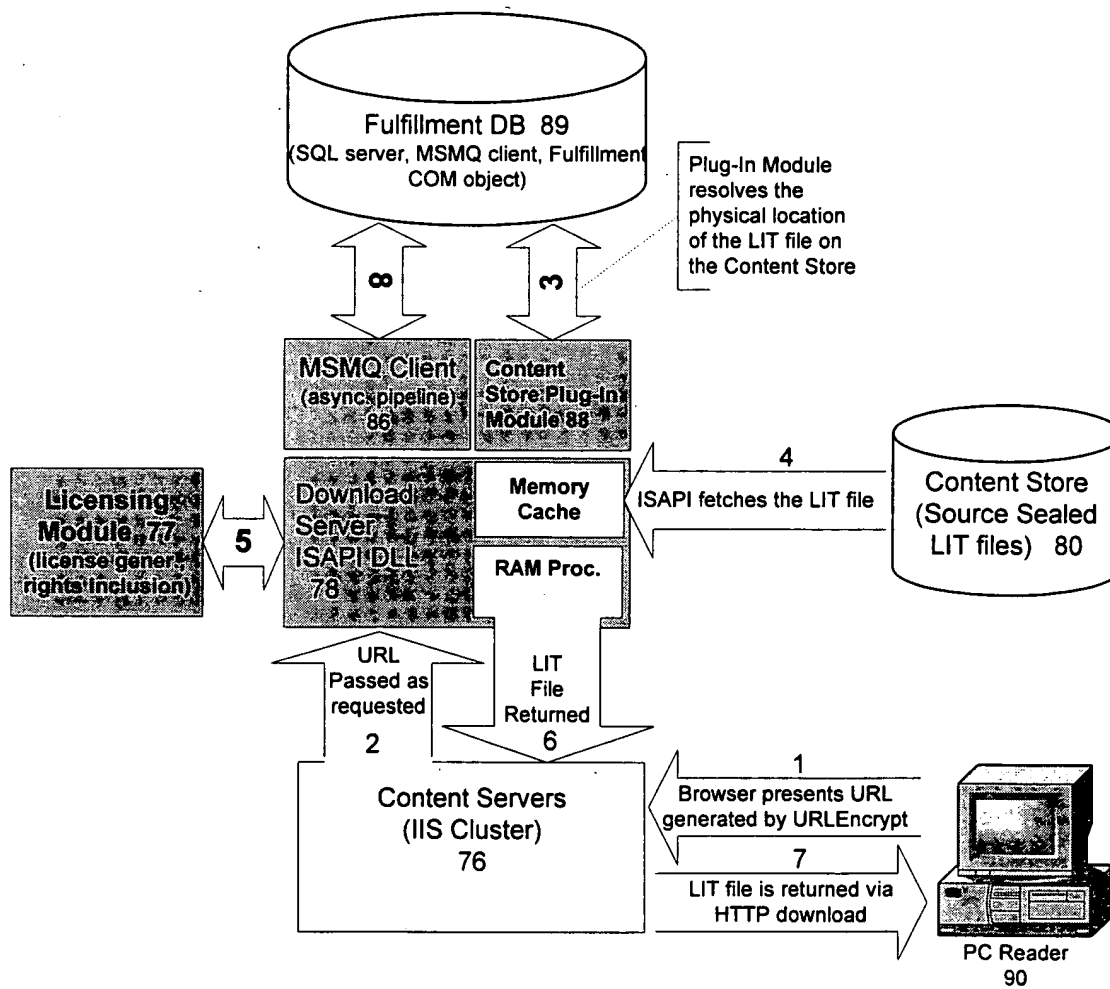 Fulfillment DB 89
(SQL server, MSMQ client, Fulfillment
COM object)
Plug-In Module
resolves the
physical location
of the LIT file on
the Content Store
8
3
MSMQ Client
(async pipeline)
86
Content
Store Plug-In
Module 88
Licensing
Module 77
(license gener.,
rights inclusion)
5
Download
Server
ISAPI DLL
78
Memory
Cache
RAM Proc.
4
ISAPI fetches the LIT file
Content Store
(Source Sealed
LIT files) 80
URL
Passed as
requested
2
LIT
File
Returned
6
Content Servers
(IIS Cluster)
76
1
Browser presents URL
generated by URLEncrypt
7
LIT file is returned via
HTTP download
PC Reader
90